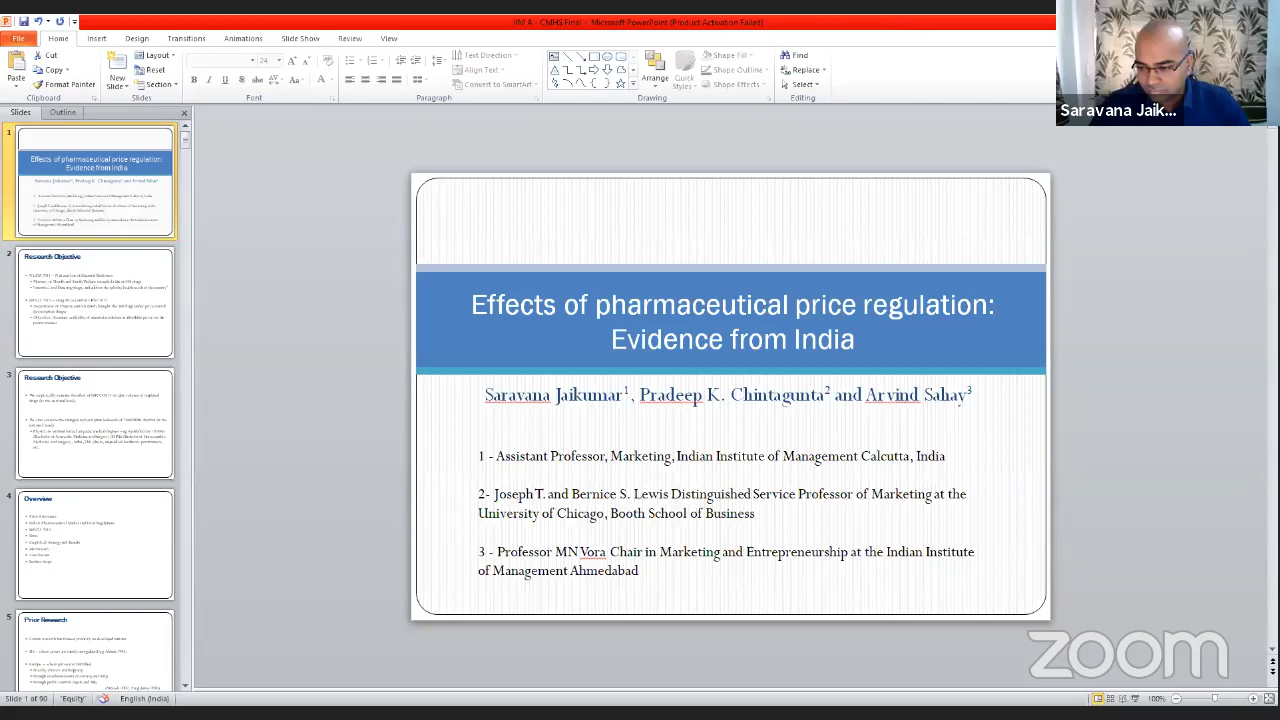 IIM A - CMHS Final - Microsoft PowerPoint (Product Activation Failed)
File Home Insert Design Transitions Animations Slide Show Review View
Paste
Cut
Copy
Format Painter
Clipboard
New
Slide
Layout
Reset
Section
Slides
24
Font
Text Direction
Align Text
Convert to SmartArt
Paragraph
Arrange
Quick
Styles
Shape Fill
Shape Outline
Shape Effects
Drawing
Find
Replace
Select
Editing
Saravana Jaik...
Slides Outline
1
Effects of pharmaceutical price regulation:
Evidence from India
2
Research Objective
3
Research Objective
4
Overview
5
Prior Research
Effects of pharmaceutical price regulation:
Evidence from India
Saravana Jaikumar1, Pradeep K. Chintagunta2 and Arvind Sahay3
1 - Assistant Professor, Marketing, Indian Institute of Management Calcutta, India
2- Joseph T. and Bernice S. Lewis Distinguished Service Professor of Marketing at the
University of Chicago, Booth School of Business
3 - Professor MN Vora Chair in Marketing and Entrepreneurship at the Indian Institute
of Management Ahmedabad
zoom
Slide 1 of 90 "Equity" English (India) 100%